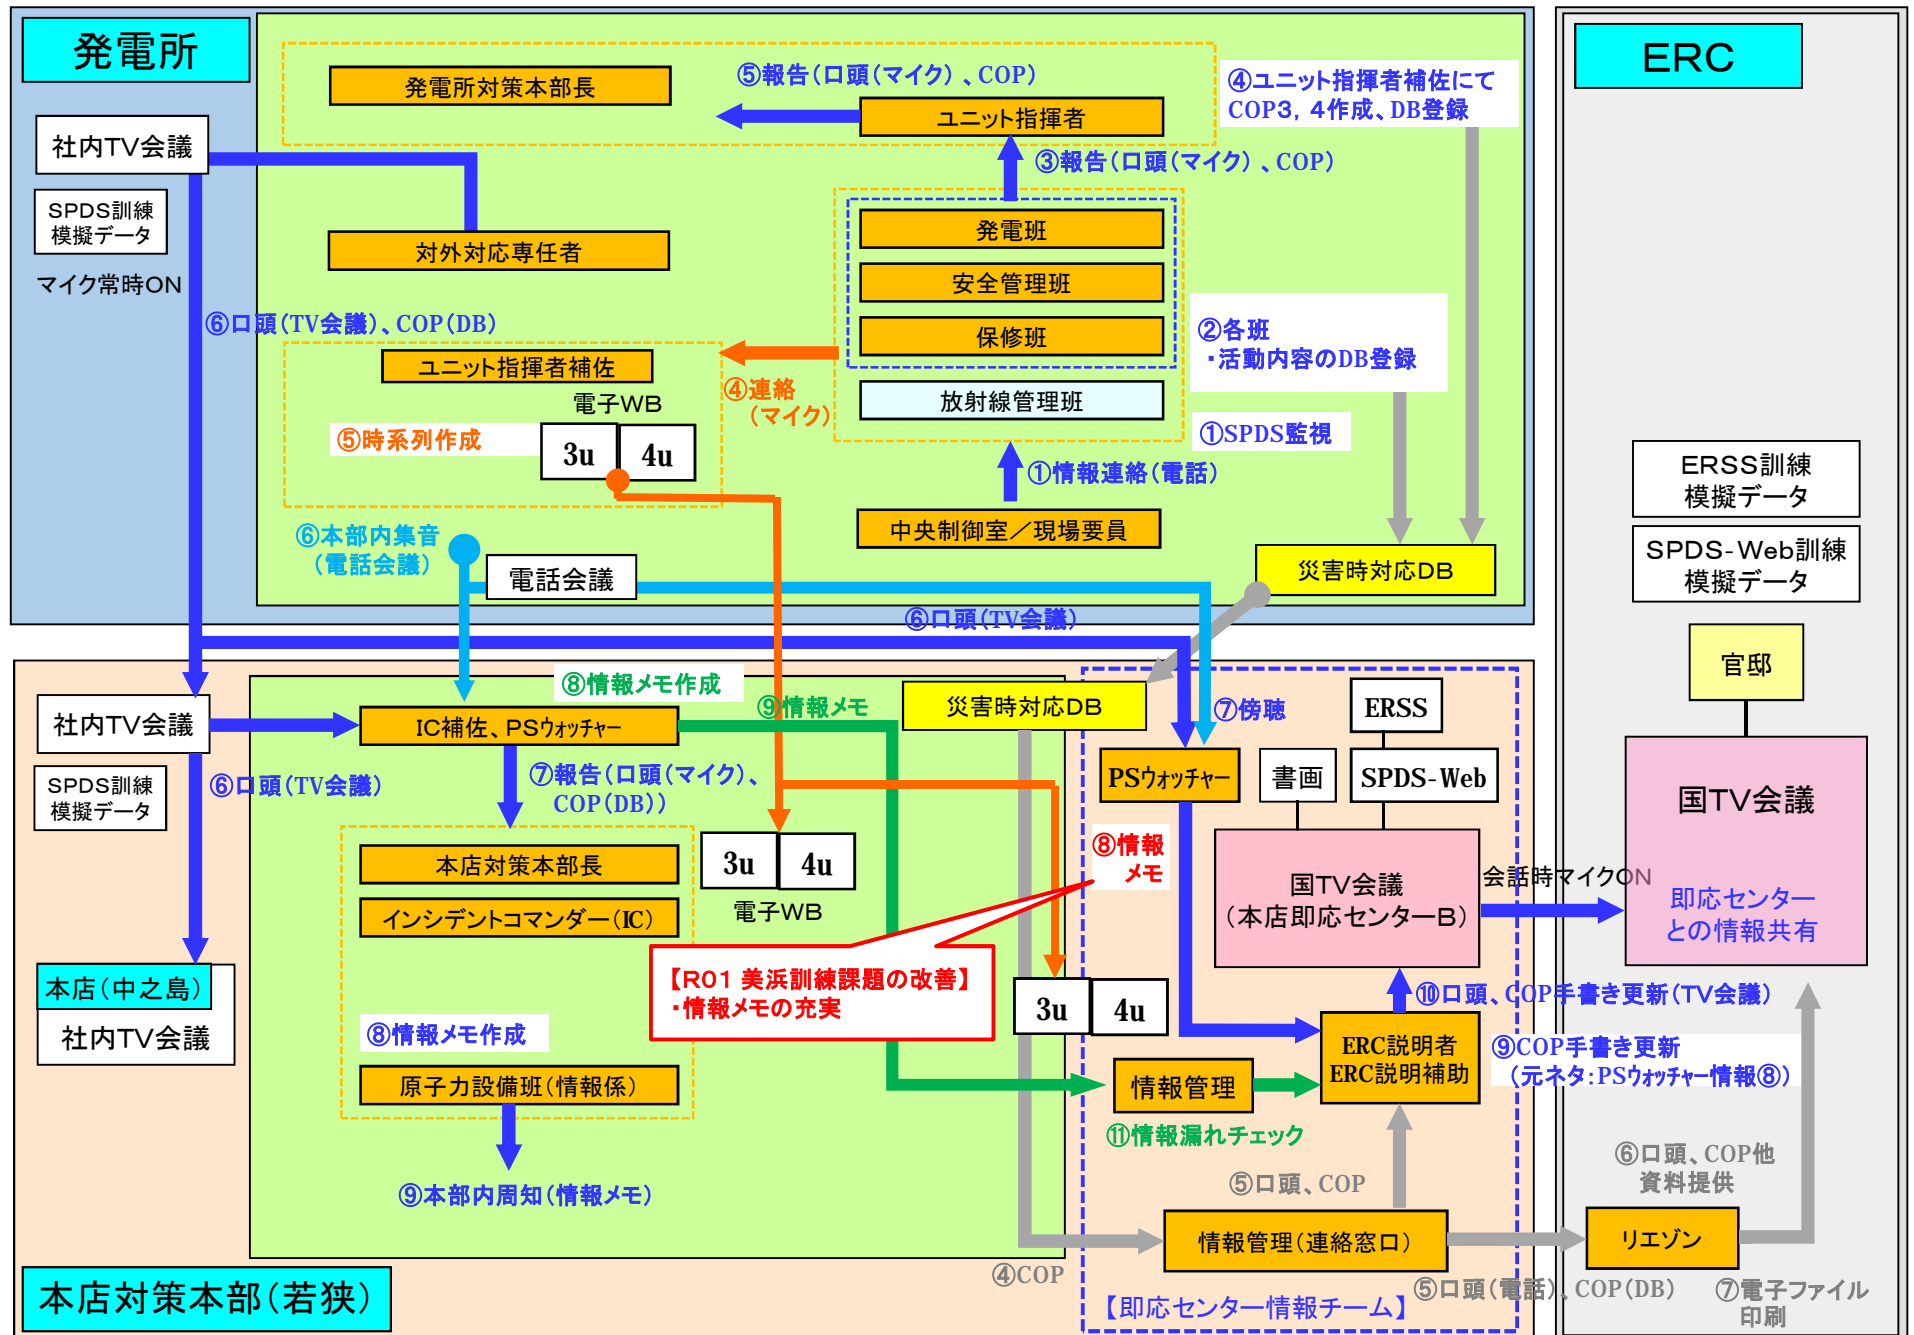 発電所
発電所対策本部長
⑤報告(口頭(マイク)、COP)
ユニット指揮者
④ユニット指揮者補佐にて
COP3，4作成、DB登録
ERC
社内TV会議
SPDS訓練
模擬データ
マイク常時ON
③報告(口頭(マイク)、COP)
対外対応専任者
発電班
安全管理班
保修班
放射線管理班
②各班
・活動内容のDB登録
①SPDS監視
⑥口頭(TV会議)、COP(DB)
ユニット指揮者補佐
電子WB
⑤時系列作成
3u
4u
④連絡
(マイク)
①情報連絡(電話)
中央制御室／現場要員
⑥本部内集音
(電話会議)
電話会議
災害時対応DB
⑥口頭(TV会議)
ERSS訓練
模擬データ
SPDS-Web訓練
模擬データ
官邸
国TV会議
即応センター
との情報共有
社内TV会議
SPDS訓練
模擬データ
⑥口頭(TV会議)
⑧情報メモ作成
IC補佐、PSウォッチャー
⑨情報メモ
⑦報告(口頭(マイク)、
COP(DB))
災害時対応DB
⑦傍聴
ERSS
PSウォッチャー
書画
SPDS-Web
本店対策本部長
インシデントコマンダー(IC)
3u
4u
電子WB
⑧情報
メモ
国TV会議
(本店即応センターB)
会話時マイクON
本店(中之島)
社内TV会議
【R01 美浜訓練課題の改善】
・情報メモの充実
3u
4u
⑩口頭、COP手書き更新(TV会議)
⑧情報メモ作成
原子力設備班(情報係)
ERC説明者
ERC説明補助
⑨COP手書き更新
(元ネタ:PSウォッチャー情報⑧)
情報管理
⑪情報漏れチェック
⑨本部内周知(情報メモ)
⑤口頭、COP
⑥口頭、COP他
資料提供
情報管理(連絡窓口)
リエゾン
④COP
⑤口頭(電話)、COP(DB)
⑦電子ファイル
印刷
本店対策本部(若狭)
【即応センター情報チーム】